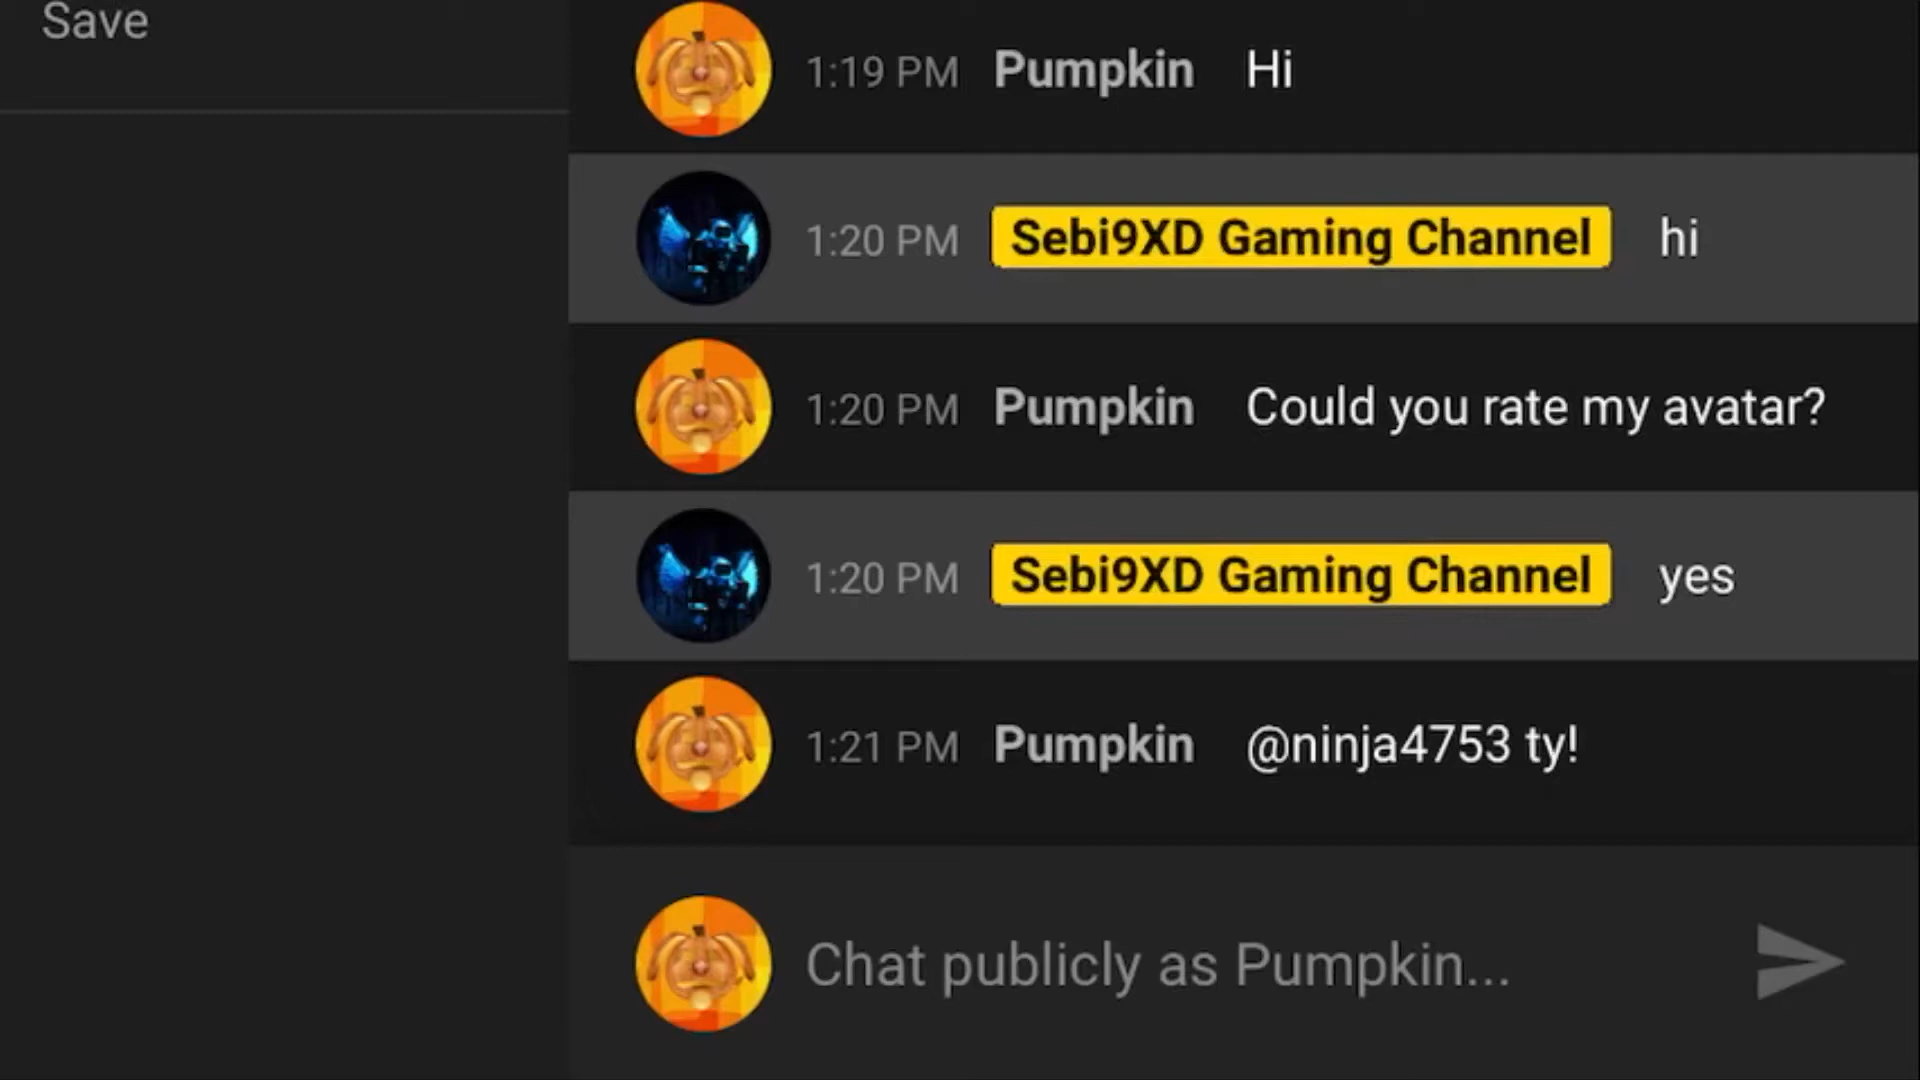 Save
1:19 PM Pumpkin Hi
1:20 PM Sebi9XD Gaming Channel hi
1:20 PM Pumpkin Could you rate my avatar?
1:20 PM Sebi9XD Gaming Channel yes
1:21 PM Pumpkin @ninja4753 ty!
Chat publicly as Pumpkin...